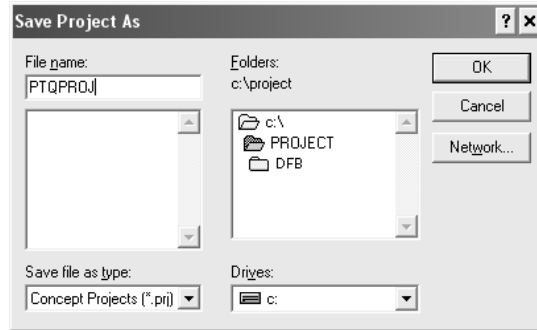 Save Project As
File name:
PTQPROJ
Folders:
c:\project
c:\
PROJECT
DFB
OK
Cancel
Network...
Save file as type:
Concept Projects (*.prj)
Drives:
c: